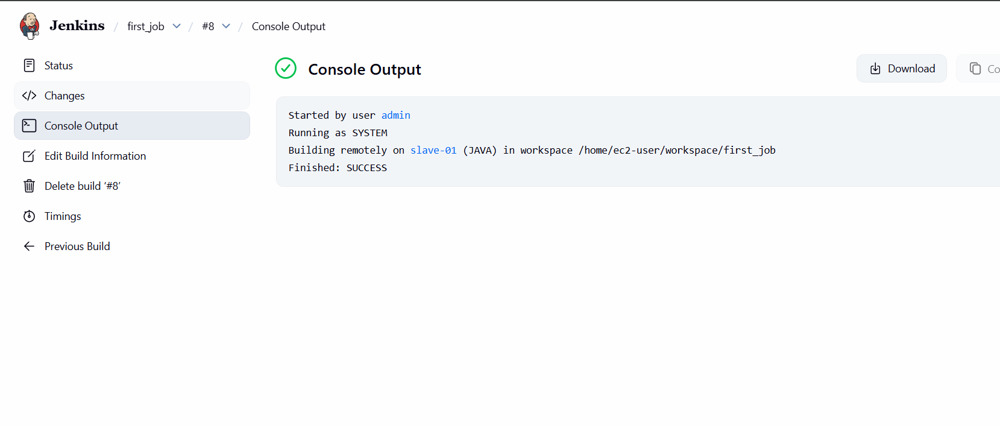 Jenkins / first_job / #8 / Console Output
Status
Changes
Console Output
Edit Build Information
Delete build ‘#8’
Timings
Previous Build
Console Output
Download
Co
Started by user admin
Running as SYSTEM
Building remotely on slave-01 (JAVA) in workspace /home/ec2-user/workspace/first_job
Finished: SUCCESS